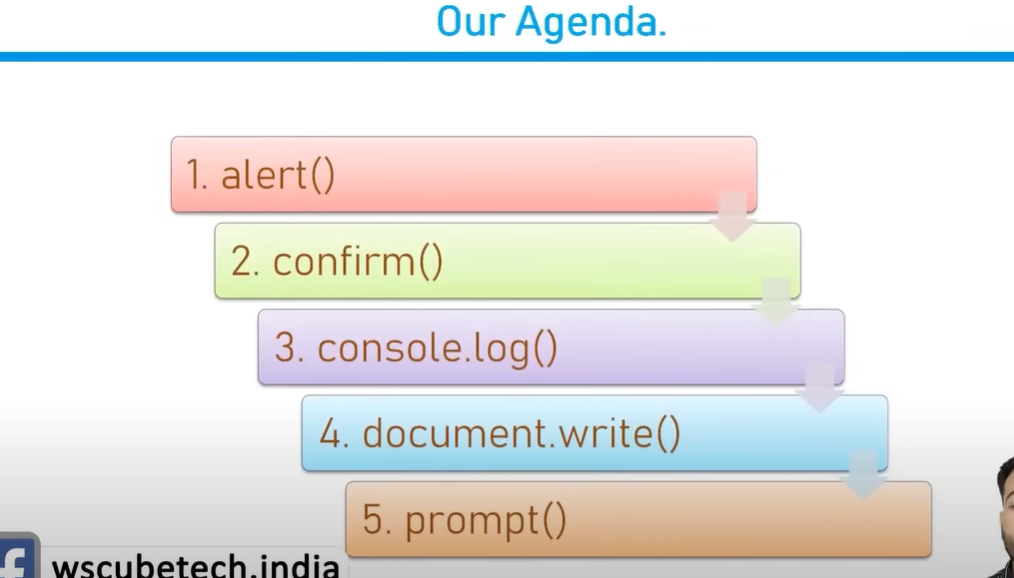 Our Agenda.
1. alert()
2. confirm()
3. console.log()
4. document.write()
5. prompt()
f wscubetech.india